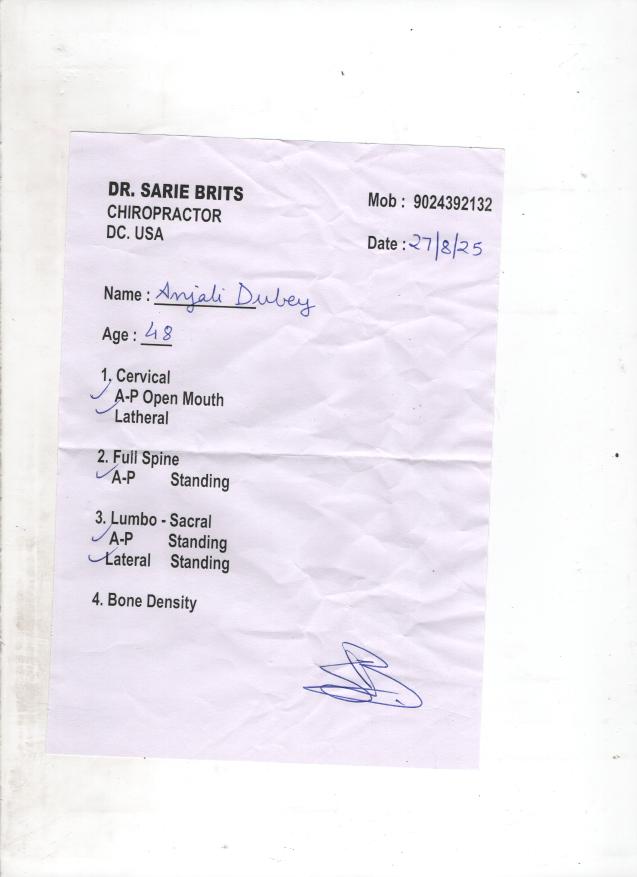 DR. SARIE BRITS
CHIROPRACTOR
DC. USA
Mob : 9024392132
Date : 27/8/25
Name : Anjali Dubey
Age : 48
1. Cervical
✓ A-P Open Mouth
✓ Latheral
2. Full Spine
✓ A-P Standing
3. Lumbo - Sacral
✓ A-P Standing
✓ Lateral Standing
4. Bone Density